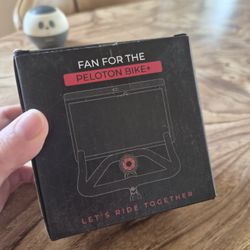 FAN FOR THE
PELOTON BIKE+
LET'S RIDE TOGETHER